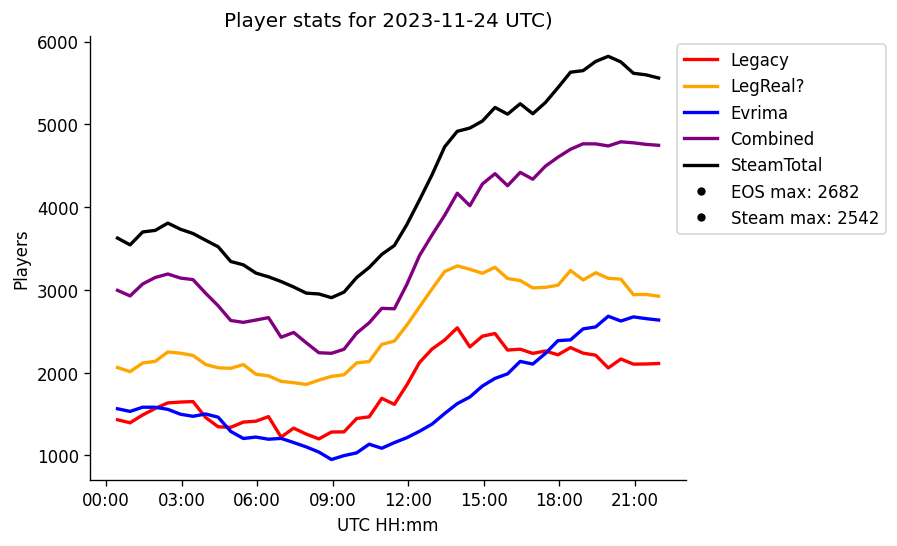 Player stats for 2023-11-24 UTC)
6000
5000
4000
3000
2000
1000
Players
00:00 03:00 06:00 09:00 12:00 15:00 18:00 21:00
UTC HH:mm
Legacy
LegReal?
Evrima
Combined
SteamTotal
EOS max: 2682
Steam max: 2542